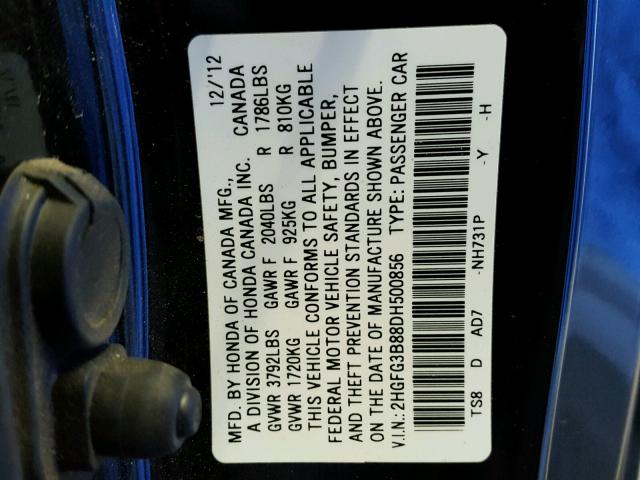 MFD. BY HONDA OF CANADA MFG., 12/'12
A DIVISION OF HONDA CANADA INC. CANADA
GVWR 3792LBS GAWR F 2040LBS R 1786LBS
GVWR 1720KG GAWR F 925KG R 810KG
THIS VEHICLE CONFORMS TO ALL APPLICABLE
FEDERAL MOTOR VEHICLE SAFETY, BUMPER,
AND THEFT PREVENTION STANDARDS IN EFFECT
ON THE DATE OF MANUFACTURE SHOWN ABOVE.
V.I.N.: 2HGFG3B88DH500856 TYPE: PASSENGER CAR
TS8 D AD7 -NH731P -Y -H